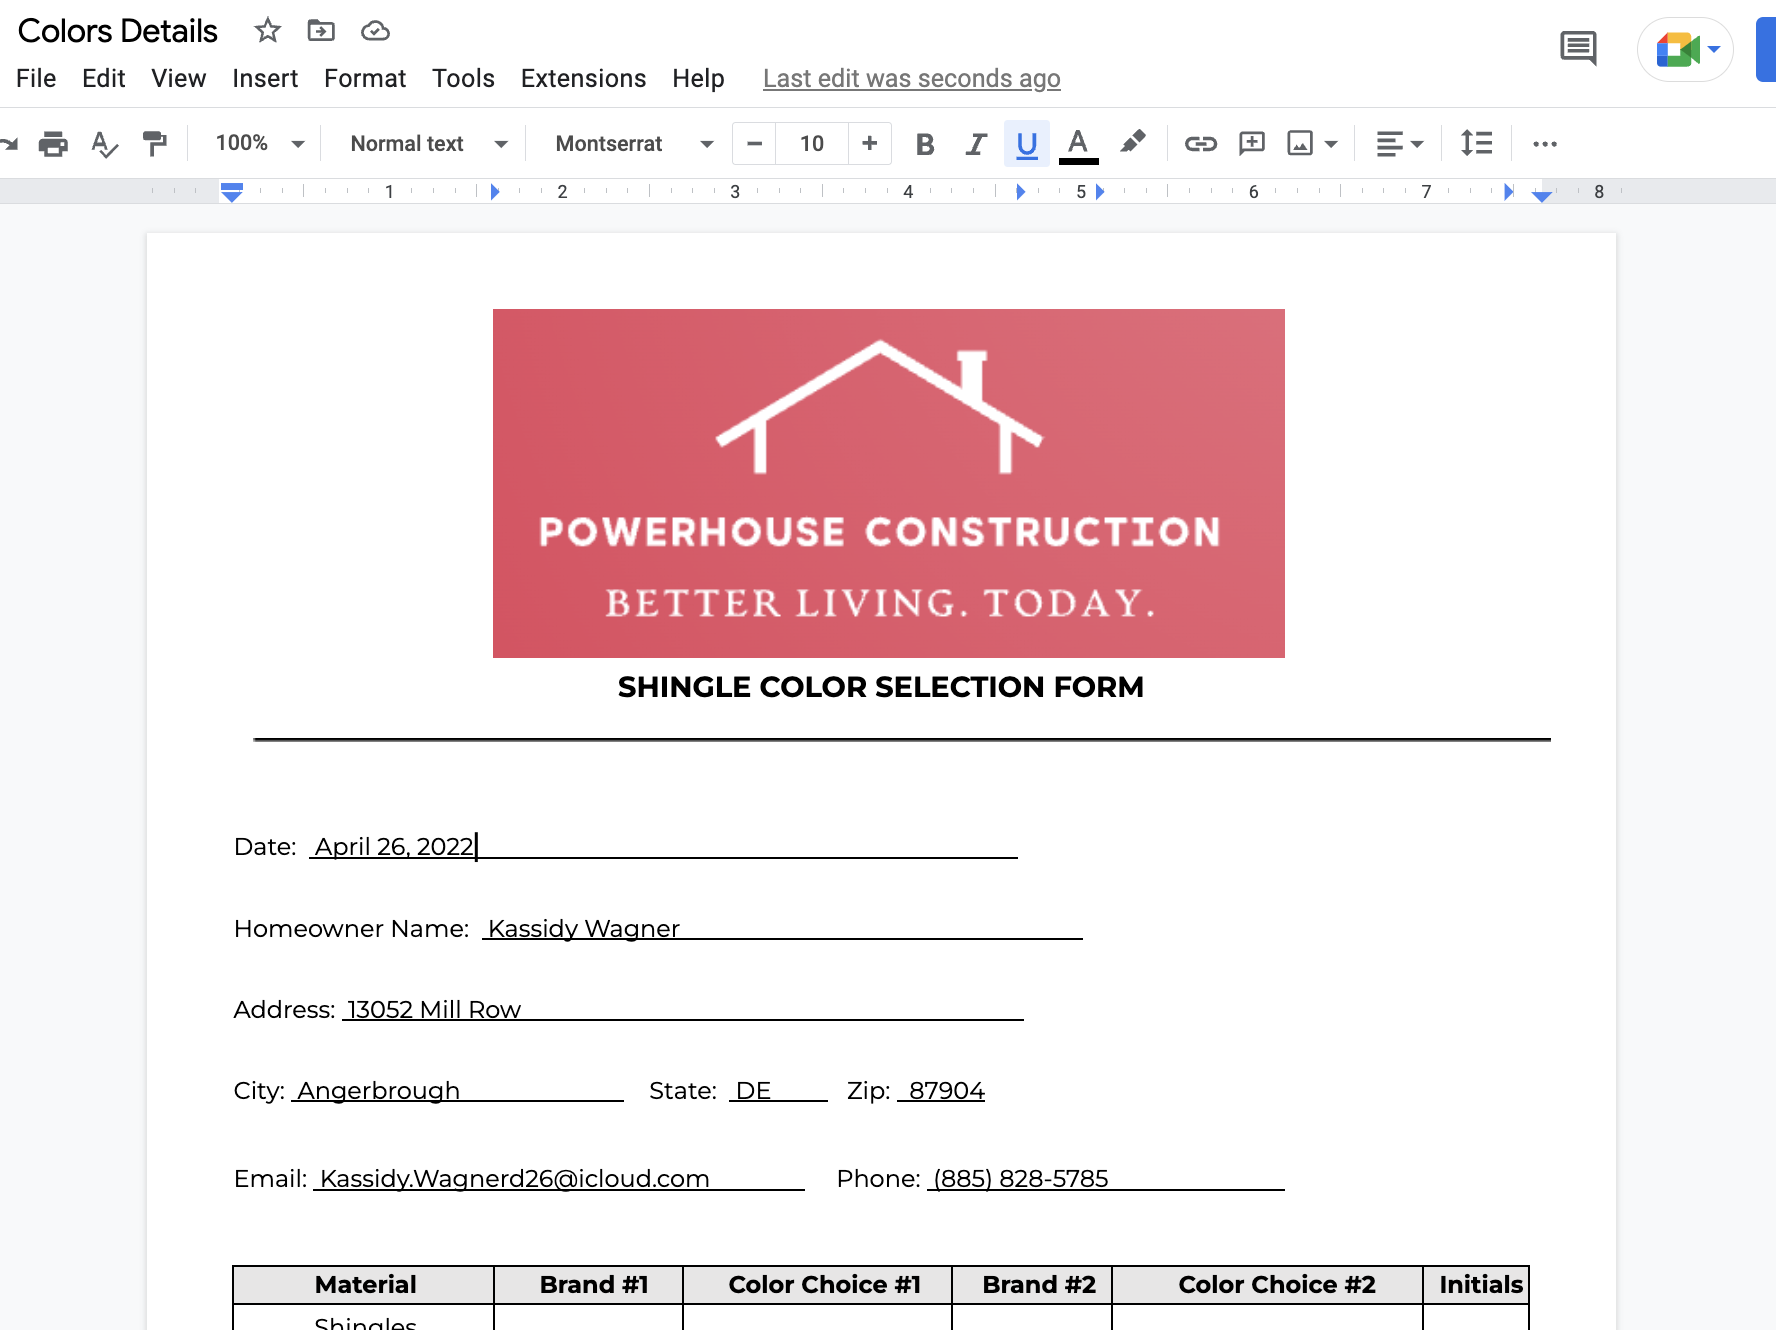 Colors Details
File Edit View Insert Format Tools Extensions Help Last edit was seconds ago
100% Normal text Montserrat 10 B I U A
1 2 3 4 5 6 7 8
POWERHOUSE CONSTRUCTION
BETTER LIVING. TODAY.
SHINGLE COLOR SELECTION FORM
Date: April 26, 2022
Homeowner Name: Kassidy Wagner
Address: 13052 Mill Row
City: Angerbrough State: DE Zip: 87904
Email: Kassidy.Wagnerd26@icloud.com Phone: (885) 828-5785
Material Brand #1 Color Choice #1 Brand #2 Color Choice #2 Initials
Shingles